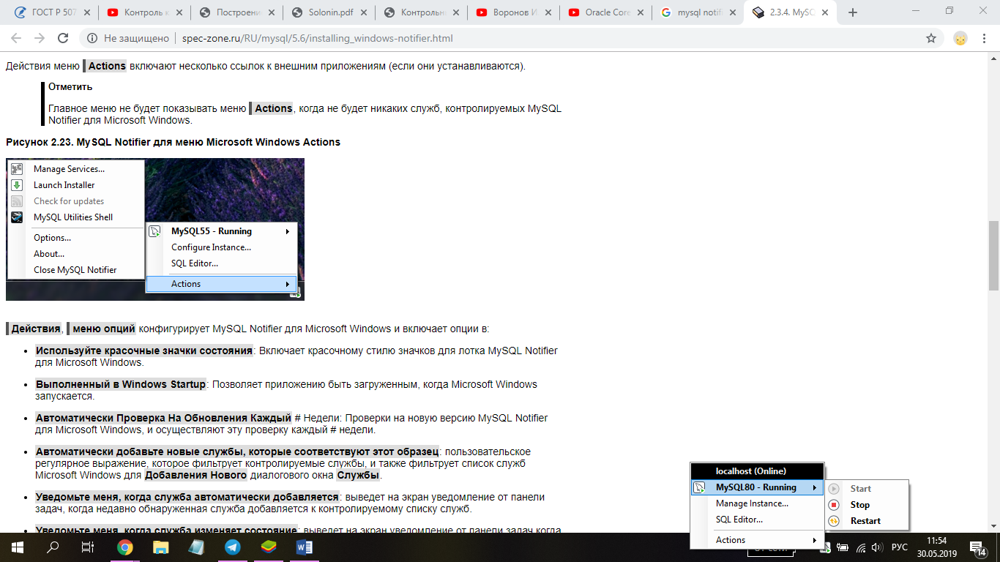 ГОСТ Р 507
Контроль к
Построени
Solonin.pdf
Контрольн
Воронов И
Oracle Core
mysql notif
2.3.4. MySQ
Не защищено
spec-zone.ru/RU/mysql/5.6/installing_windows-notifier.html
Действия меню Actions включают несколько ссылок к внешним приложениям (если они устанавливаются).
Отметить
Главное меню не будет показывать меню Actions, когда не будет никаких служб, контролируемых MySQL
Notifier для Microsoft Windows.
Рисунок 2.23. MySQL Notifier для меню Microsoft Windows Actions
Manage Services...
Launch Installer
Check for updates
MySQL Utilities Shell
Options...
About...
Close MySQL Notifier
MySQL55 - Running
Configure Instance...
SQL Editor...
Actions
Действия, меню опций конфигурирует MySQL Notifier для Microsoft Windows и включает опции в:
• Используйте красочные значки состояния: Включает красочному стилю значков для лотка MySQL Notifier
для Microsoft Windows.
• Выполненный в Windows Startup: Позволяет приложению быть загруженным, когда Microsoft Windows
запускается.
• Автоматически Проверка На Обновления Каждый # Недели: Проверки на новую версию MySQL Notifier
для Microsoft Windows, и осуществляют эту проверку каждый # недели.
• Автоматически добавьте новые службы, которые соответствуют этот образец: пользовательское
регулярное выражение, которое фильтрует контролируемые службы, и также фильтрует список служб
Microsoft Windows для Добавления Нового диалогового окна Службы.
• Уведомьте меня, когда служба автоматически добавляется: выведет на экран уведомление от панели
задач, когда недавно обнаруженная служба добавляется к контролируемому списку служб.
• Уведомьте меня, когда служба изменяет состояние: выведет на экран уведомление от панели задач когда
localhost (Online)
MySQL80 - Running
Manage Instance...
SQL Editor...
Actions
Start
Stop
Restart
РУС
11:54
30.05.2019
14